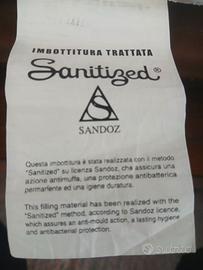 IMBOTTITURA TRATTATA
Sanitized®
SANDOZ
Questa imbottitura è stata realizzata con il metodo
"Sanitized" su licenza Sandoz, che assicura una
azione antimuffa, una protezione antibatterica
permanente ed una igiene duratura.
This filling material has been realized with the
"Sanitized" method, according to Sandoz licence,
which assures an anti-mould action, a lasting hygiene
and antibacterial protection.
subito